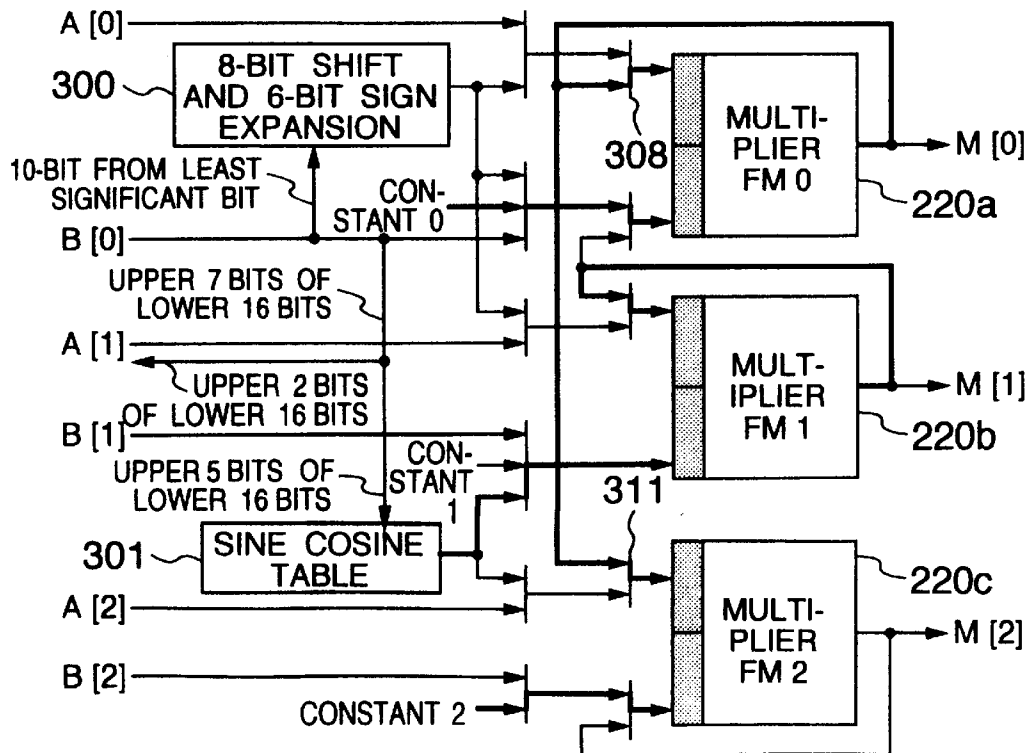 A [0]
300
8-BIT SHIFT
AND 6-BIT SIGN
EXPANSION
10-BIT FROM LEAST
SIGNIFICANT BIT
308
MULTI-
PLIER
FM 0
M [0]
220a
CON-
STANT 0
B [0]
UPPER 7 BITS OF
LOWER 16 BITS
A [1]
UPPER 2 BITS
OF LOWER 16 BITS
MULT-
IPLIER
FM 1
M [1]
220b
B [1]
CON-
STANT
1
UPPER 5 BITS OF
LOWER 16 BITS
311
301
SINE COSINE
TABLE
A [2]
220c
MULTI-
PLIER
FM 2
M [2]
B [2]
CONSTANT 2